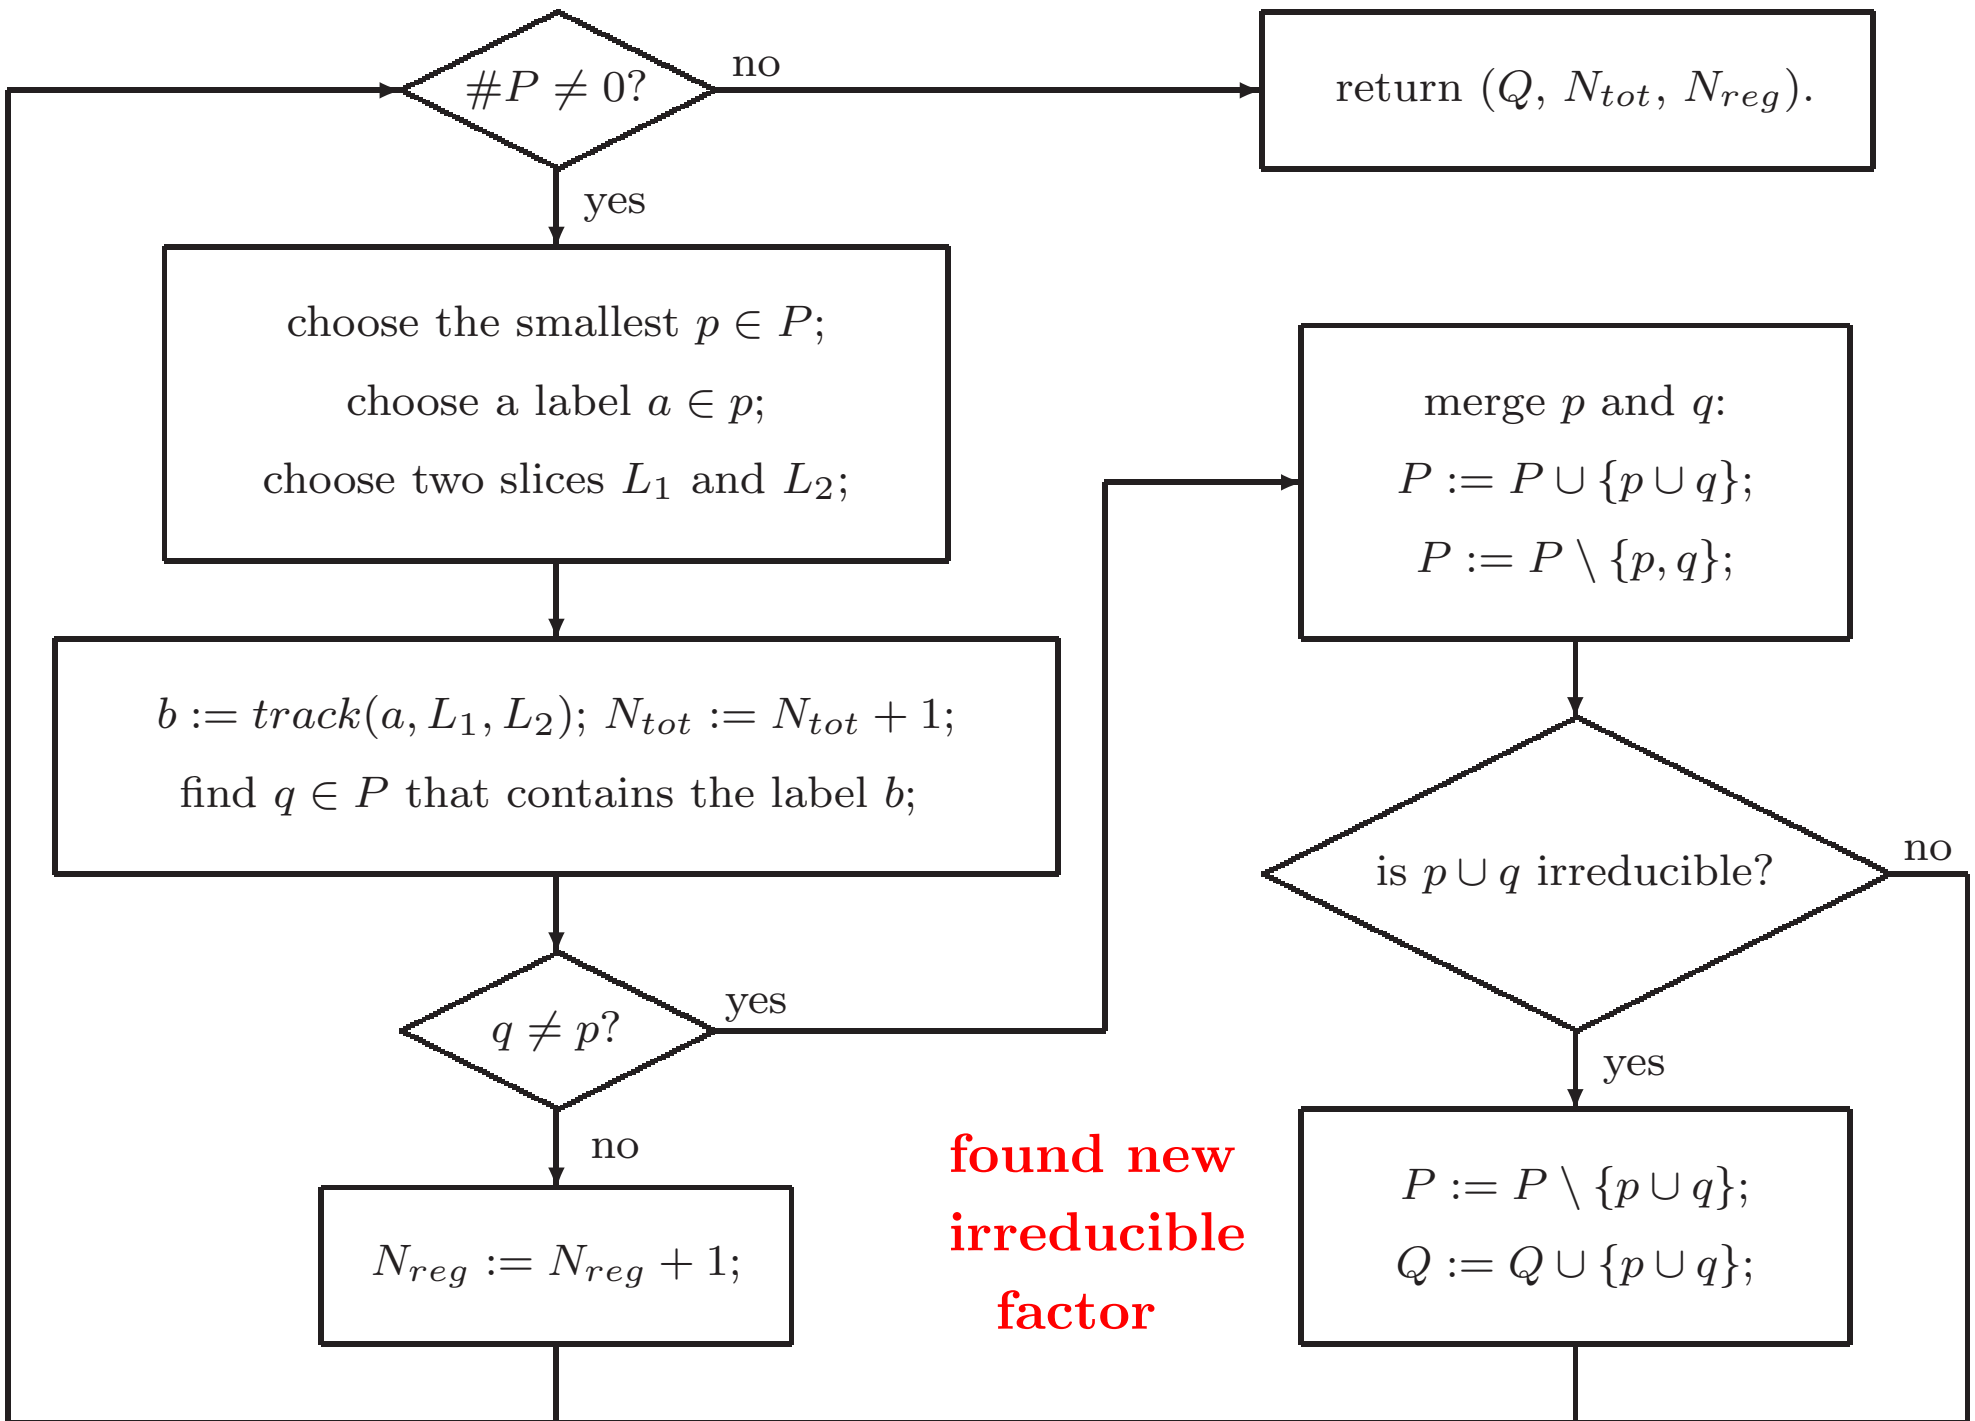 #P ≠ 0?
no
return (Q, N_tot, N_reg).
yes
choose the smallest p ∈ P;
choose a label a ∈ p;
choose two slices L_1 and L_2;
b := track(a, L_1, L_2); N_tot := N_tot + 1;
find q ∈ P that contains the label b;
q ≠ p?
yes
no
N_reg := N_reg + 1;
merge p and q:
P := P ∪ {p ∪ q};
P := P \ {p, q};
is p ∪ q irreducible?
no
yes
found new
irreducible
factor
P := P \ {p ∪ q};
Q := Q ∪ {p ∪ q};